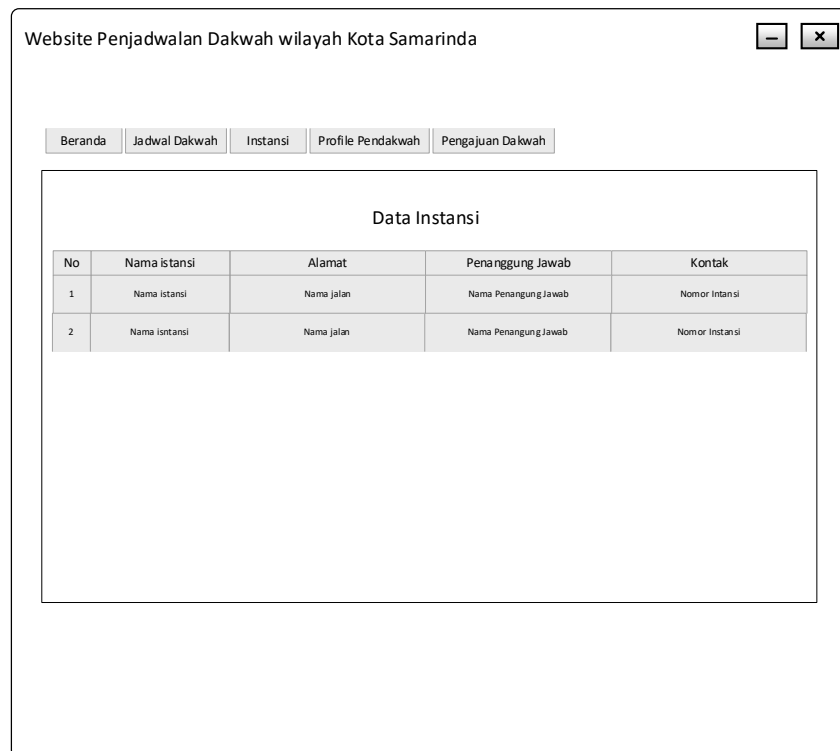 Website Penjadwalan Dakwah wilayah Kota Samarinda
Beranda Jadwal Dakwah Instansi Profile Pendakwah Pengajuan Dakwah
Data Instansi
No Nama istansi Alamat Penanggung Jawab Kontak
1 Nama istansi Nama jalan Nama Penangung Jawab Nomor Intansi
2 Nama isntansi Nama jalan Nama Penangung Jawab Nomor Instansi